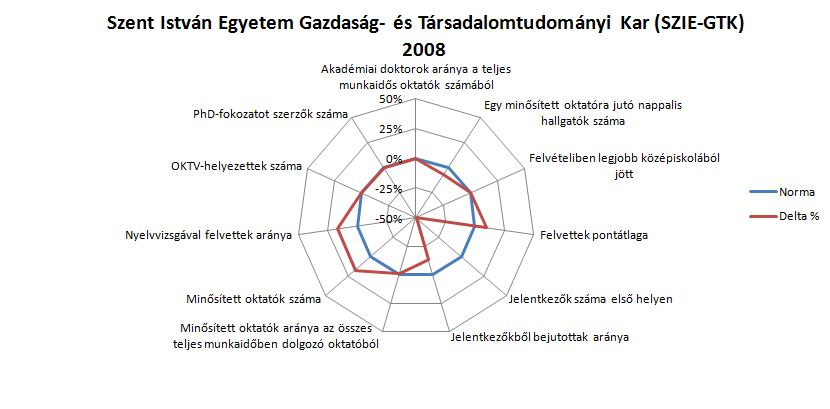 Szent István Egyetem Gazdaság- és Társadalomtudományi Kar (SZIE-GTK)
2008
Akadémiai doktorok aránya a teljes
munkaidős oktatók számából
50%
25%
0%
-25%
-50%
Egy minősített oktatóra jutó nappalis
hallgatók száma
Felvételiben legjobb középiskolából
jött
Felvettek pontátlaga
Jelentkezők száma első helyen
Jelentkezőkből bejutottak aránya
Minősített oktatók aránya az összes
teljes munkaidőben dolgozó oktatóból
Minősített oktatók száma
Nyelvvizsgával felvettek aránya
OKTV-helyezettek száma
PhD-fokozatot szerzők száma
Norma
Delta %